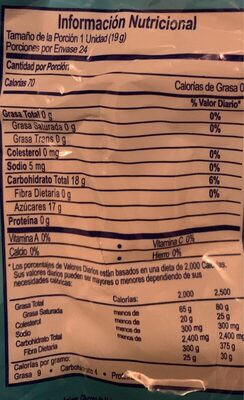 Información Nutricional
Tamaño de la Porción 1 Unidad (19 g)
Porciones por Envase 24
Cantidad por Porción
Calorías 70 Calorías de Grasa 0
% Valor Diario*
Grasa Total 0 g 0%
Grasa Saturada 0 g 0%
Grasa Trans 0 g
Colesterol 0 mg 0%
Sodio 5 mg 0%
Carbohidrato Total 18 g 6%
Fibra Dietaria 0 g 0%
Azúcares 17 g
Proteína 0 g
Vitamina A 0% • Vitamina C 0%
Calcio 0% • Hierro 0%
* Los porcentajes de Valores Diarios están basados en una dieta de 2,000 Calorías.
Sus valores diarios pueden ser mayores o menores dependiendo de sus
necesidades calóricas:
Calorías: 2,000 2,500
Grasa Total menos de 65 g 80 g
Grasa Saturada menos de 20 g 25 g
Colesterol menos de 300 mg 300 mg
Sodio menos de 2,400 mg 2,400 mg
Carbohidrato Total 300 g 375 g
Fibra Dietaria 25 g 30 g
Calorías por gramo:
Grasa 9 • Carbohidrato 4 •